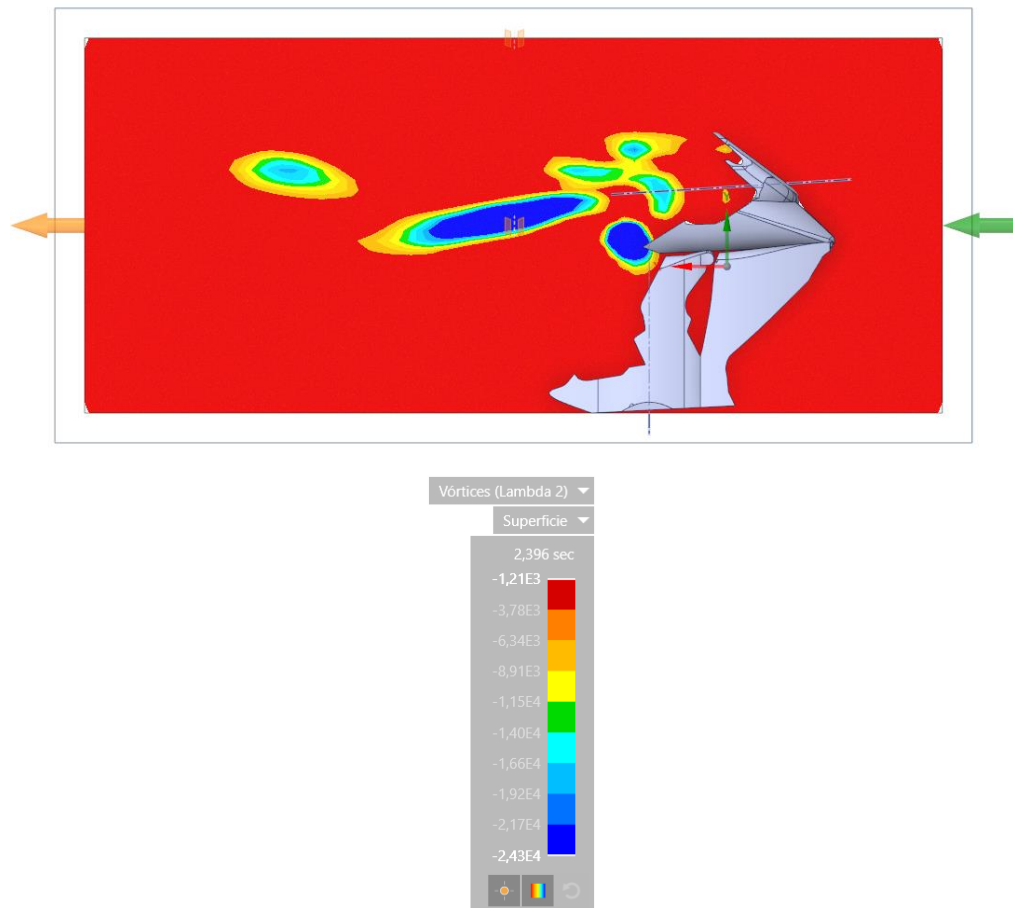 Vórtices (Lambda 2)
Superficie
2,396 sec
-1,21E3
-3,78E3
-6,34E3
-8,91E3
-1,15E4
-1,40E4
-1,66E4
-1,92E4
-2,17E4
-2,43E4